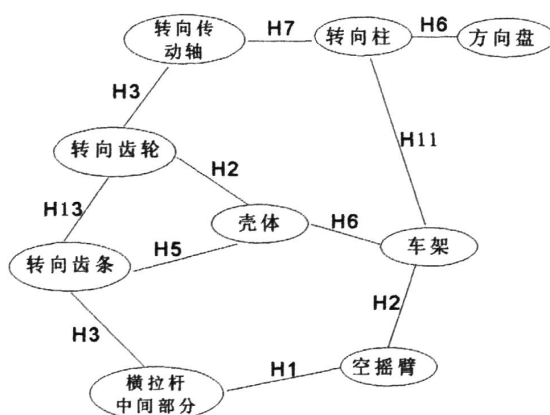 转向传
动轴
H7
转向柱
H6
方向盘
H3
H11
转向齿轮
H2
H13
壳体
H6
车架
转向齿条
H5
H2
H3
空摇臂
H1
横拉杆
中间部分